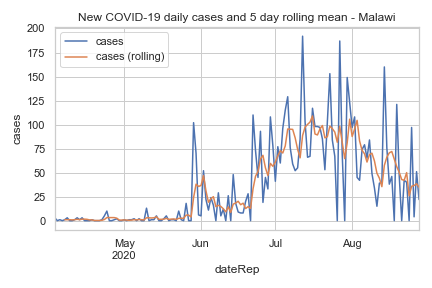 New COVID-19 daily cases and 5 day rolling mean - Malawi
cases
cases (rolling)
200
175
150
125
100
75
50
25
0
cases
May
2020
Jun
Jul
Aug
dateRep